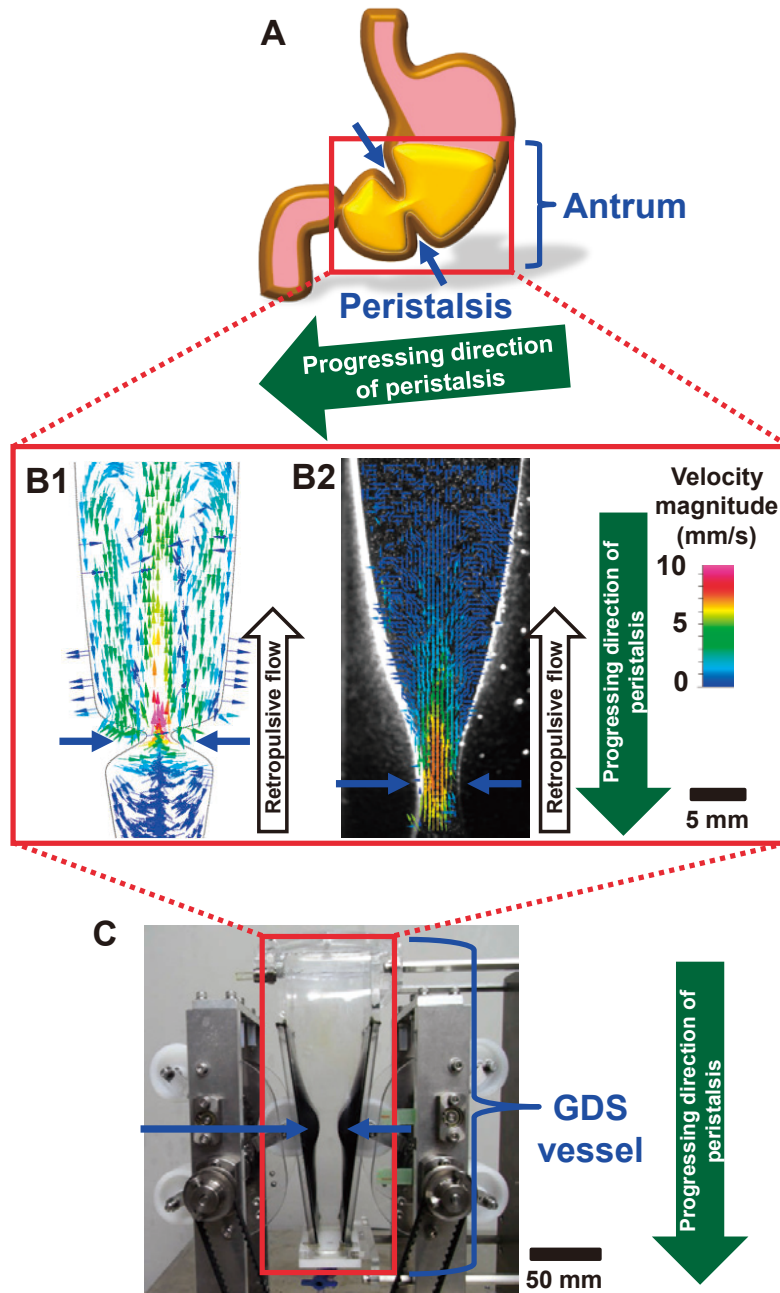 A
Antrum
Peristalsis
Progressing direction
of peristalsis
B1
B2
Retropulsive flow
Retropulsive flow
Progressing direction of
peristalsis
Velocity
magnitude
(mm/s)
10
5
0
5 mm
C
GDS
vessel
Progressing direction of
peristalsis
50 mm